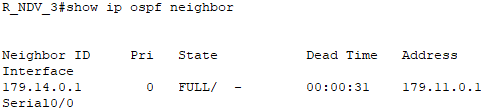 R_NDV_3#show ip ospf neighbor
Neighbor ID     Pri   State           Dead Time   Address
Interface
179.14.0.1        0   FULL/  -        00:00:31    179.11.0.1
Serial0/0